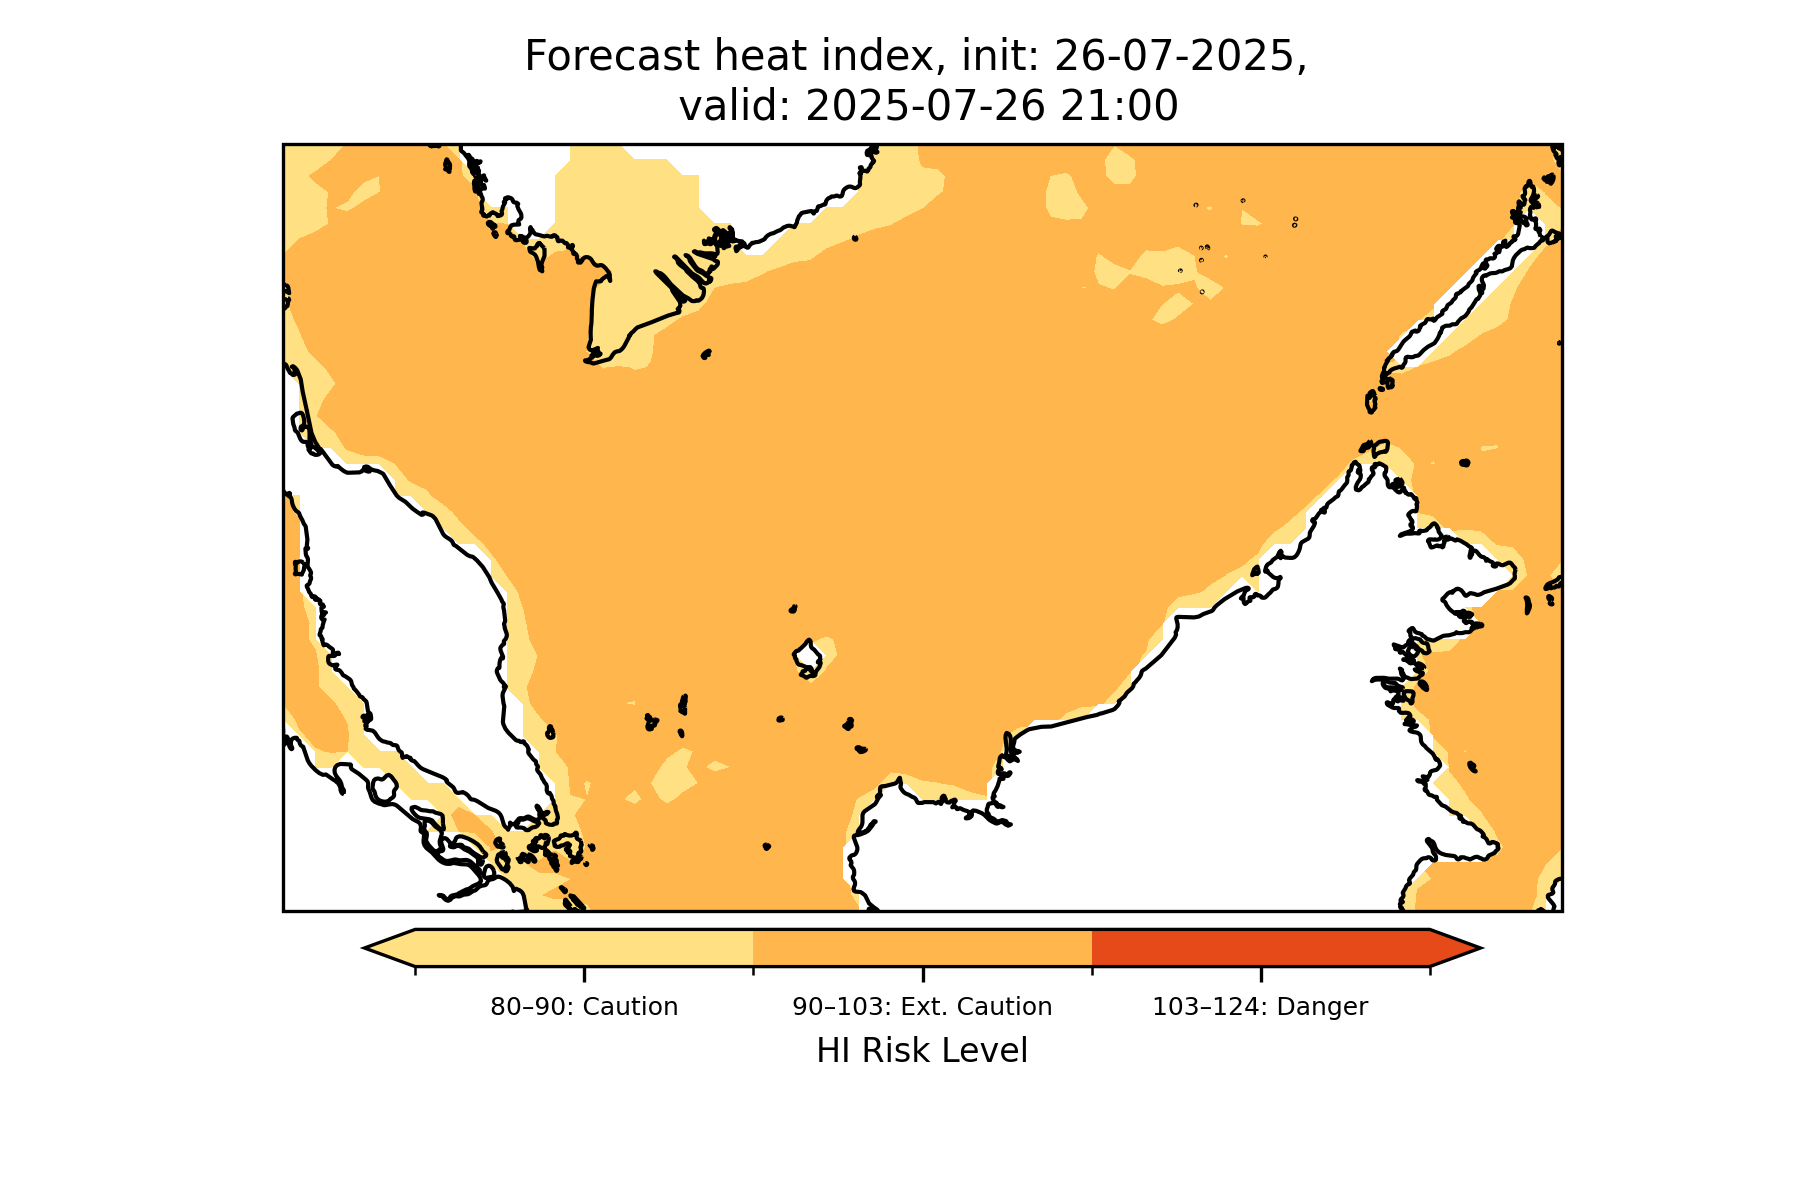 Forecast heat index, init: 26-07-2025,
valid: 2025-07-26 21:00
80–90: Caution
90–103: Ext. Caution
103–124: Danger
HI Risk Level